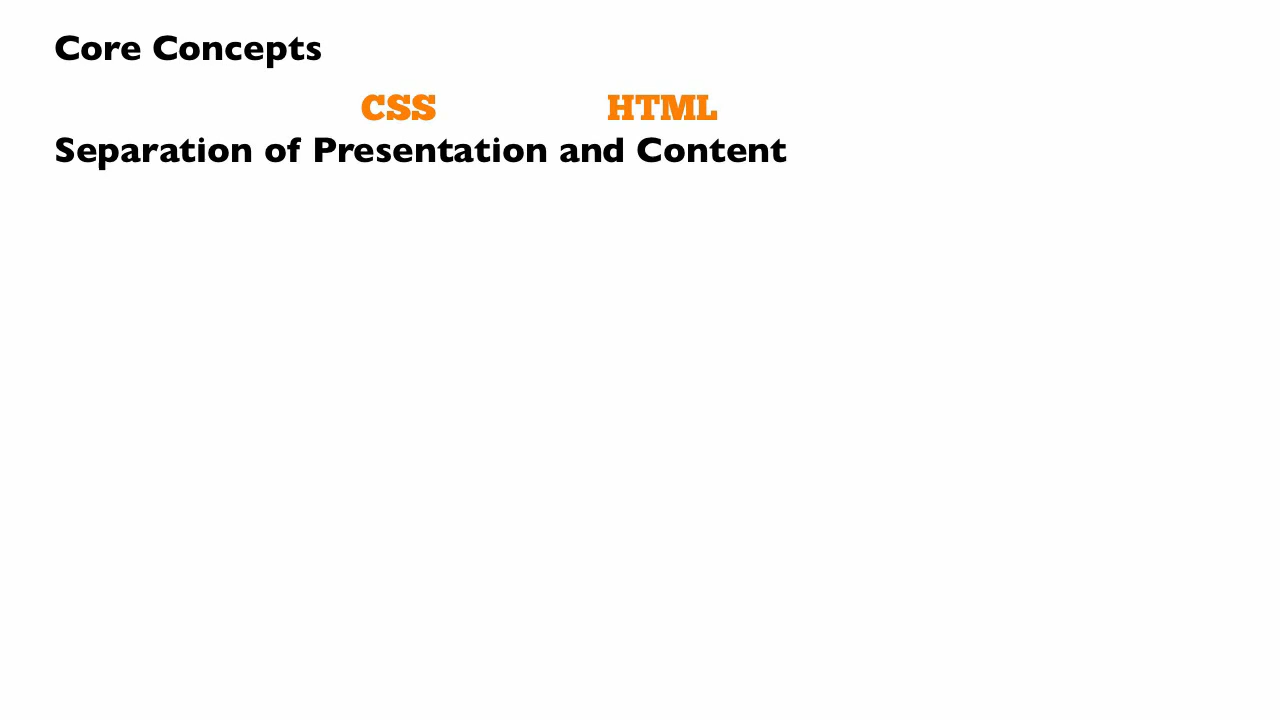 Core Concepts
CSS HTML
Separation of Presentation and Content